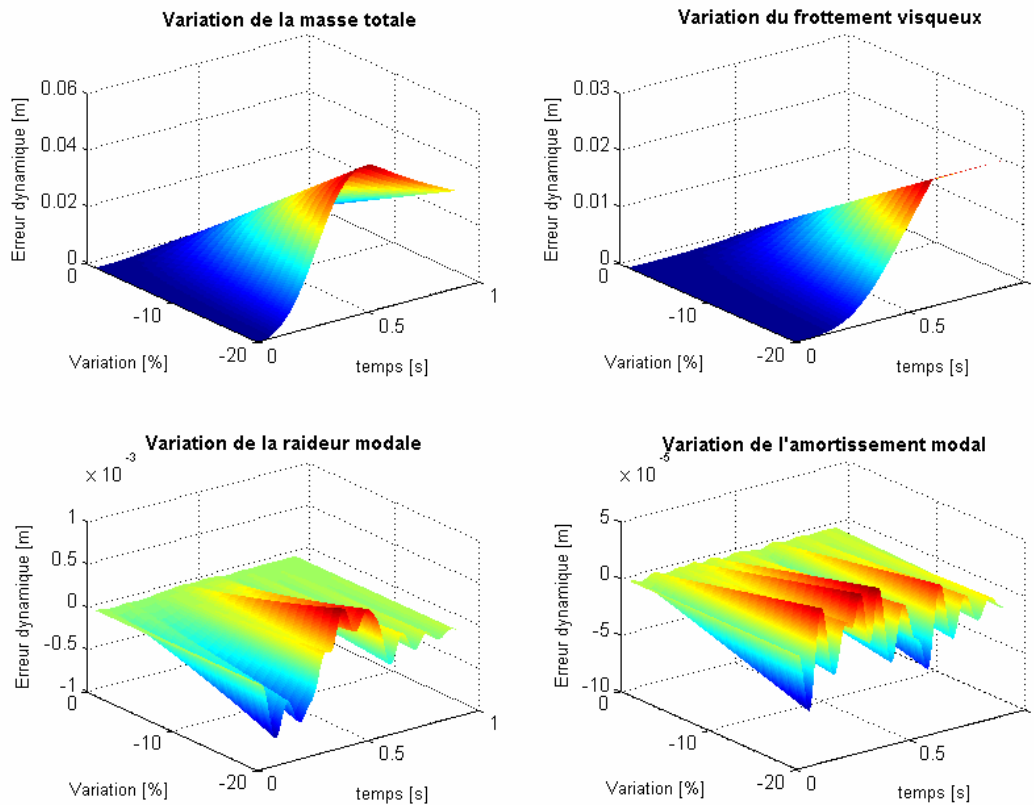 Variation de la masse totale
Erreur dynamique [m]
0.06
0.04
0.02
0
0
-10
-20
Variation [%]
0
0.5
1
temps [s]
Variation du frottement visqueux
Erreur dynamique [m]
0.03
0.02
0.01
0
0
-10
-20
Variation [%]
0
0.5
temps [s]
Variation de la raideur modale
x 10^-3
Erreur dynamique [m]
1
0.5
0
-0.5
-1
0
-10
-20
Variation [%]
0
0.5
1
temps [s]
Variation de l'amortissement modal
x 10^-5
Erreur dynamique [m]
5
0
-5
-10
0
-10
-20
Variation [%]
0
0.5
temps [s]